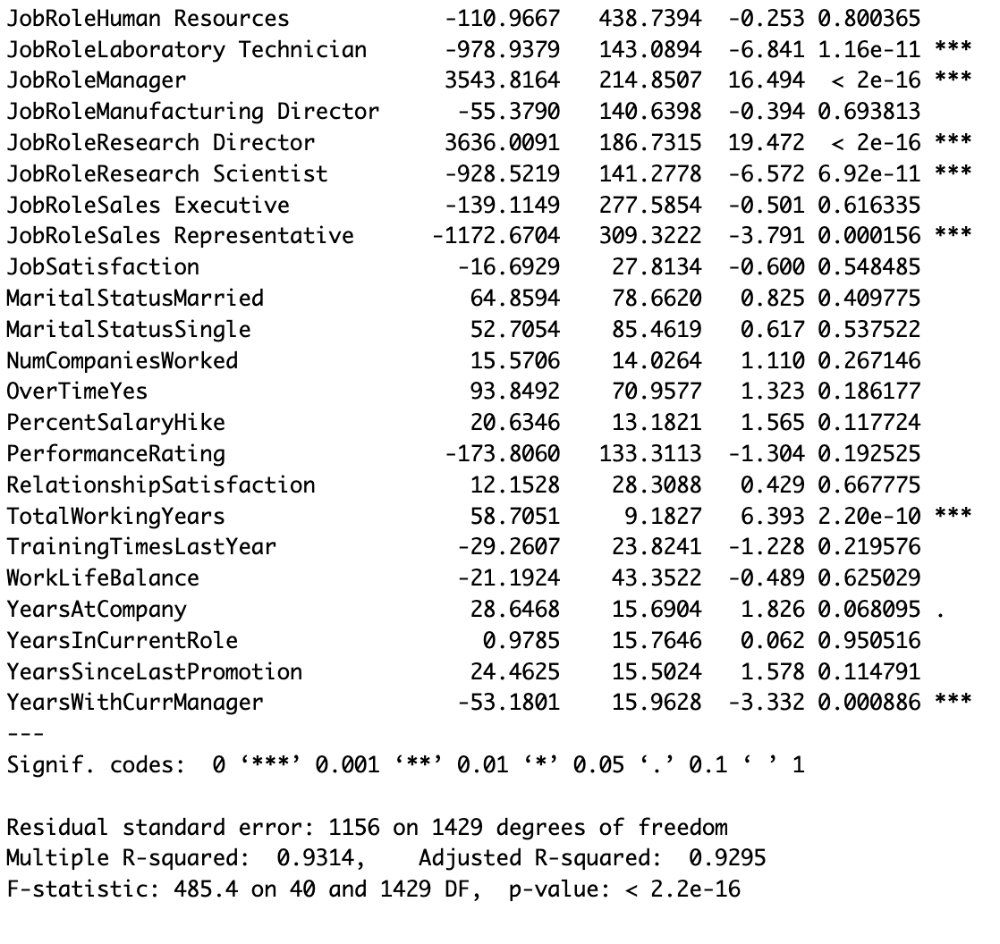 JobRoleHuman Resources -110.9667 438.7394 -0.253 0.800365
JobRoleLaboratory Technician -978.9379 143.0894 -6.841 1.16e-11 ***
JobRoleManager 3543.8164 214.8507 16.494 < 2e-16 ***
JobRoleManufacturing Director -55.3790 140.6398 -0.394 0.693813
JobRoleResearch Director 3636.0091 186.7315 19.472 < 2e-16 ***
JobRoleResearch Scientist -928.5219 141.2778 -6.572 6.92e-11 ***
JobRoleSales Executive -139.1149 277.5854 -0.501 0.616335
JobRoleSales Representative -1172.6704 309.3222 -3.791 0.000156 ***
JobSatisfaction -16.6929 27.8134 -0.600 0.548485
MaritalStatusMarried 64.8594 78.6620 0.825 0.409775
MaritalStatusSingle 52.7054 85.4619 0.617 0.537522
NumCompaniesWorked 15.5706 14.0264 1.110 0.267146
OverTimeYes 93.8492 70.9577 1.323 0.186177
PercentSalaryHike 20.6346 13.1821 1.565 0.117724
PerformanceRating -173.8060 133.3113 -1.304 0.192525
RelationshipSatisfaction 12.1528 28.3088 0.429 0.667775
TotalWorkingYears 58.7051 9.1827 6.393 2.20e-10 ***
TrainingTimesLastYear -29.2607 23.8241 -1.228 0.219576
WorkLifeBalance -21.1924 43.3522 -0.489 0.625029
YearsAtCompany 28.6468 15.6904 1.826 0.068095 .
YearsInCurrentRole 0.9785 15.7646 0.062 0.950516
YearsSinceLastPromotion 24.4625 15.5024 1.578 0.114791
YearsWithCurrManager -53.1801 15.9628 -3.332 0.000886 ***
---
Signif. codes: 0 ‘***’ 0.001 ‘**’ 0.01 ‘*’ 0.05 ‘.’ 0.1 ‘ ’ 1
Residual standard error: 1156 on 1429 degrees of freedom
Multiple R-squared: 0.9314, Adjusted R-squared: 0.9295
F-statistic: 485.4 on 40 and 1429 DF, p-value: < 2.2e-16